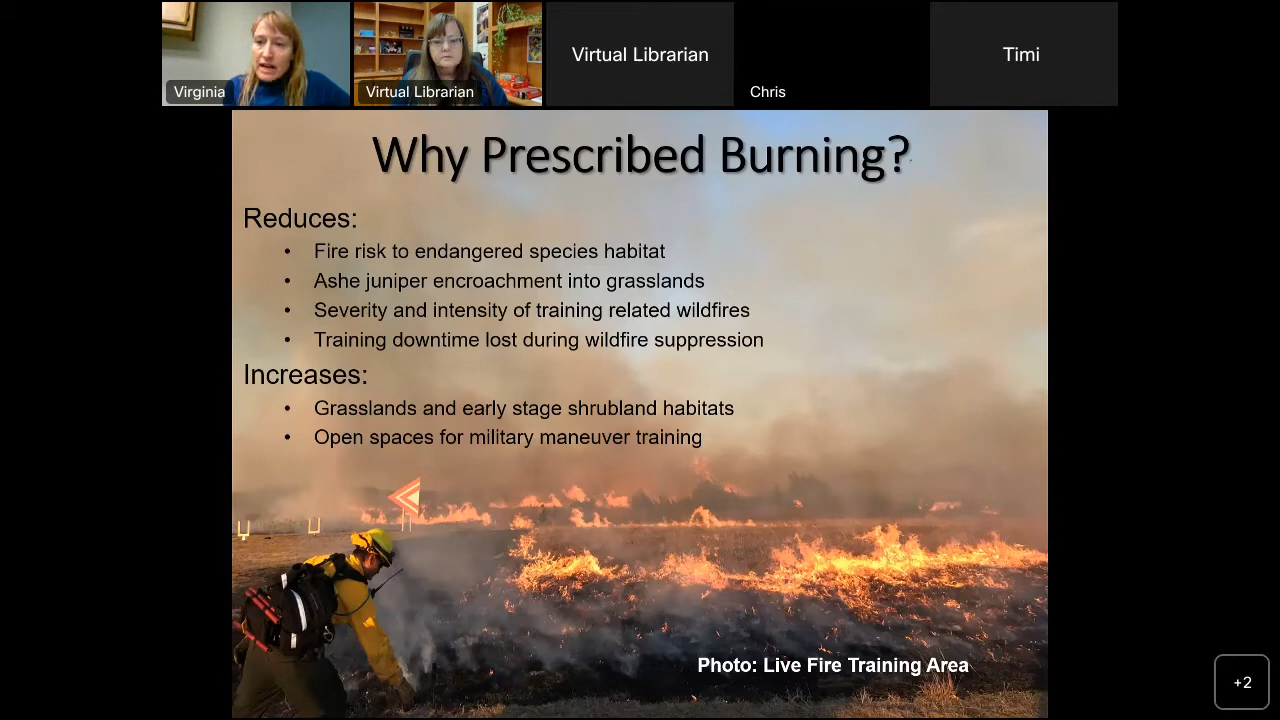 Virginia
Virtual Librarian
Virtual Librarian
Chris
Timi
Why Prescribed Burning?
Reduces:
• Fire risk to endangered species habitat
• Ashe juniper encroachment into grasslands
• Severity and intensity of training related wildfires
• Training downtime lost during wildfire suppression
Increases:
• Grasslands and early stage shrubland habitats
• Open spaces for military maneuver training
Photo: Live Fire Training Area
+2